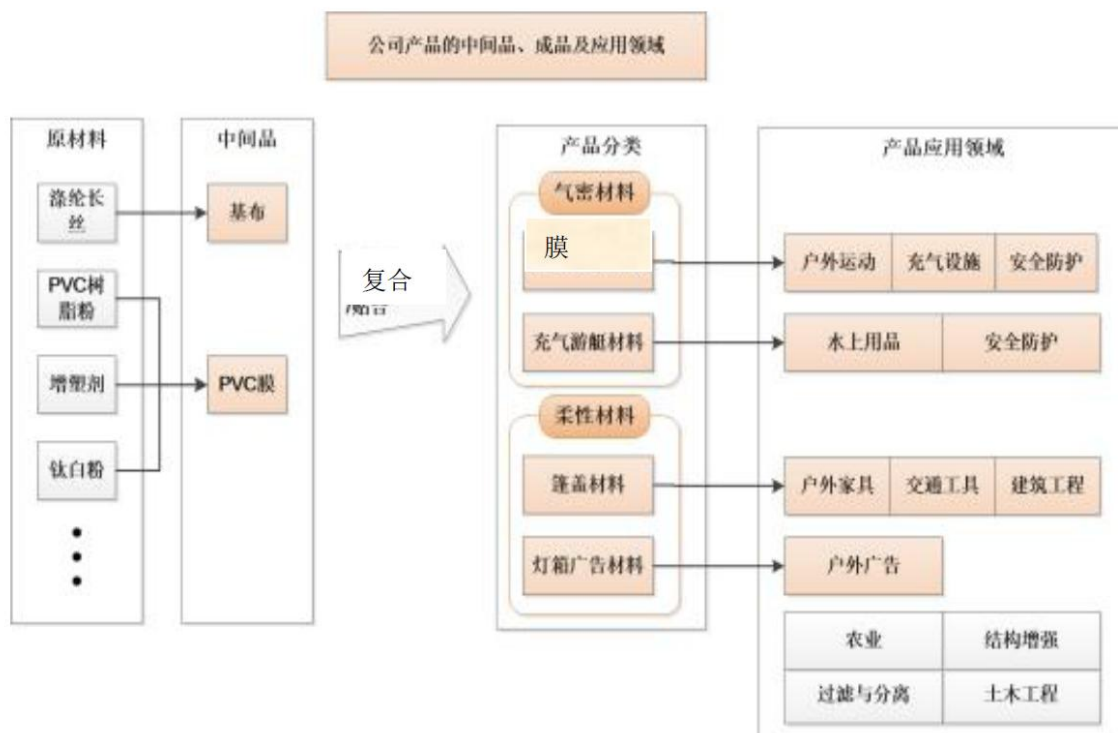 公司产品的中间品、成品及应用领域
原材料
中间品
产品分类
产品应用领域
涤纶长
丝
基布
PVC树
脂粉
增塑剂
PVC膜
钛白粉
复合
气密材料
膜
户外运动 充气设施 安全防护
充气游艇材料
水上用品 安全防护
柔性材料
篷盖材料
户外家具 交通工具 建筑工程
灯箱广告材料
户外广告
农业 结构增强
过滤与分离 土木工程